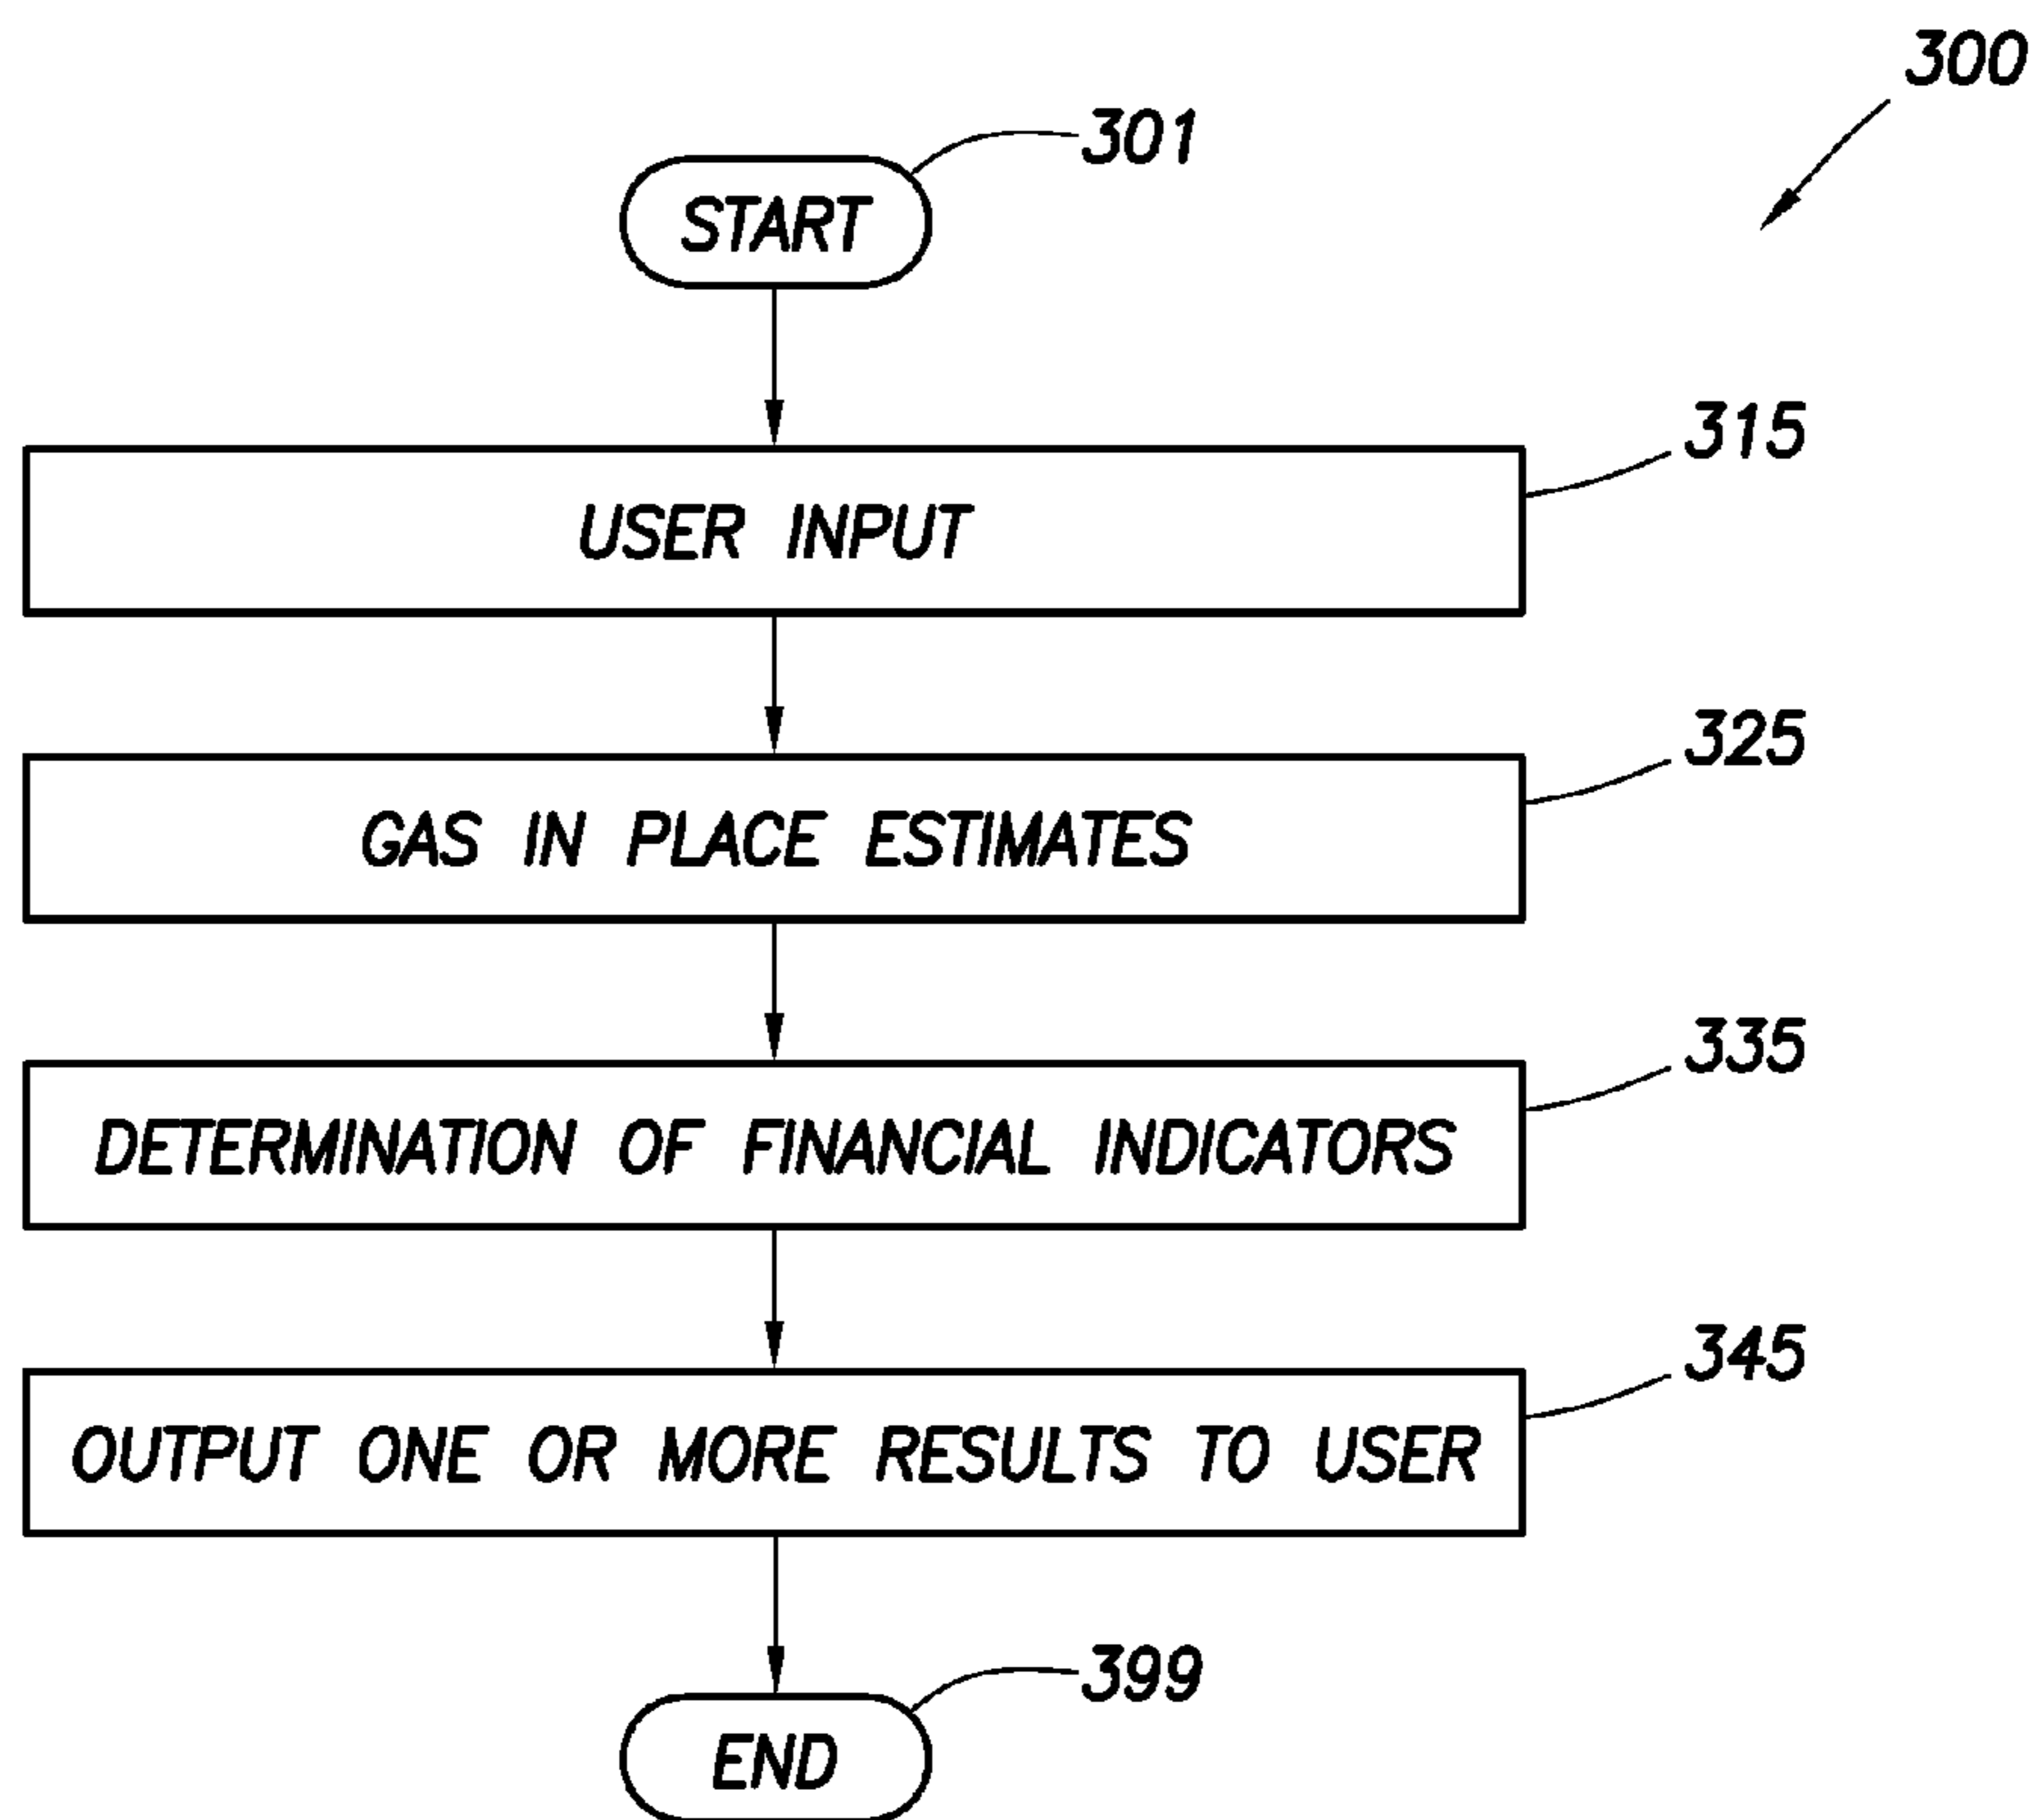 300
301
START
315
USER INPUT
325
GAS IN PLACE ESTIMATES
335
DETERMINATION OF FINANCIAL INDICATORS
345
OUTPUT ONE OR MORE RESULTS TO USER
399
END